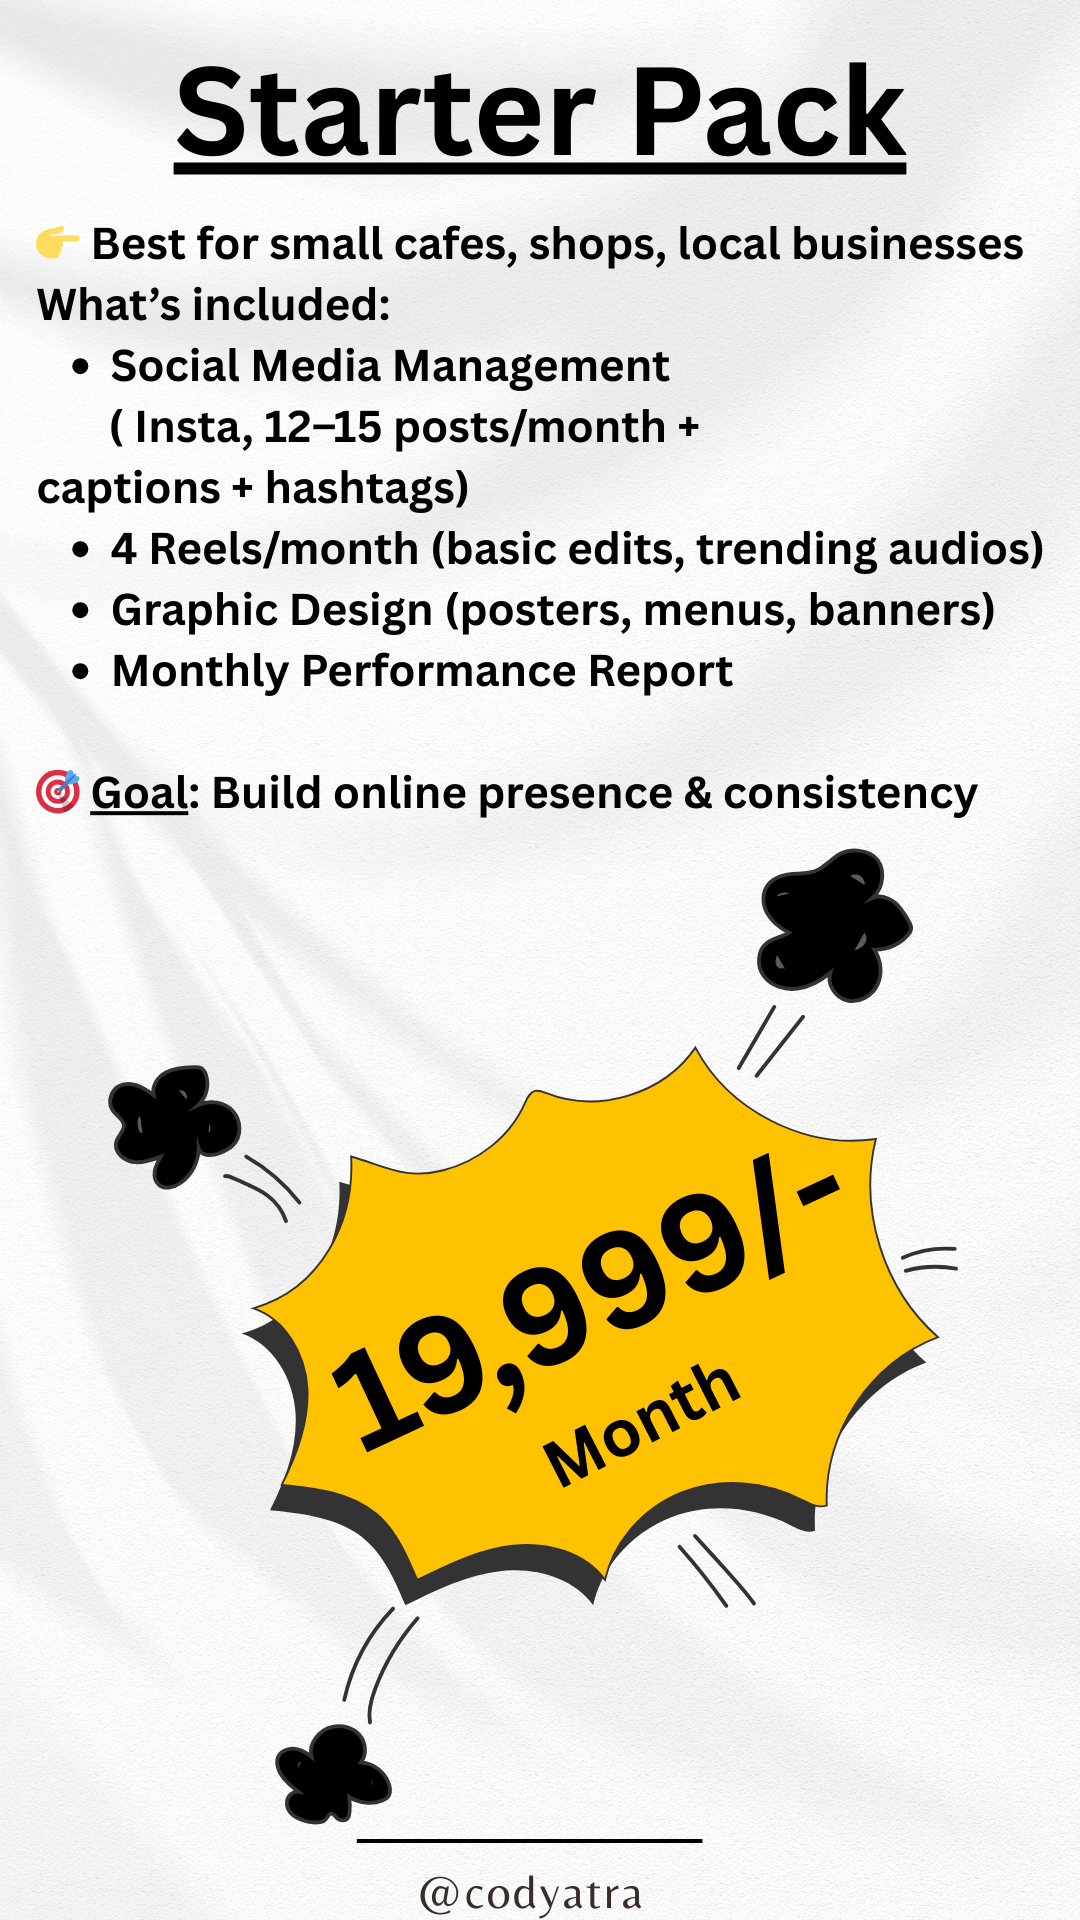 Starter Pack
👉 Best for small cafes, shops, local businesses
What’s included:
• Social Media Management
( Insta, 12–15 posts/month +
captions + hashtags)
• 4 Reels/month (basic edits, trending audios)
• Graphic Design (posters, menus, banners)
• Monthly Performance Report
🎯 Goal: Build online presence & consistency
19,999/-
Month
@codyatra